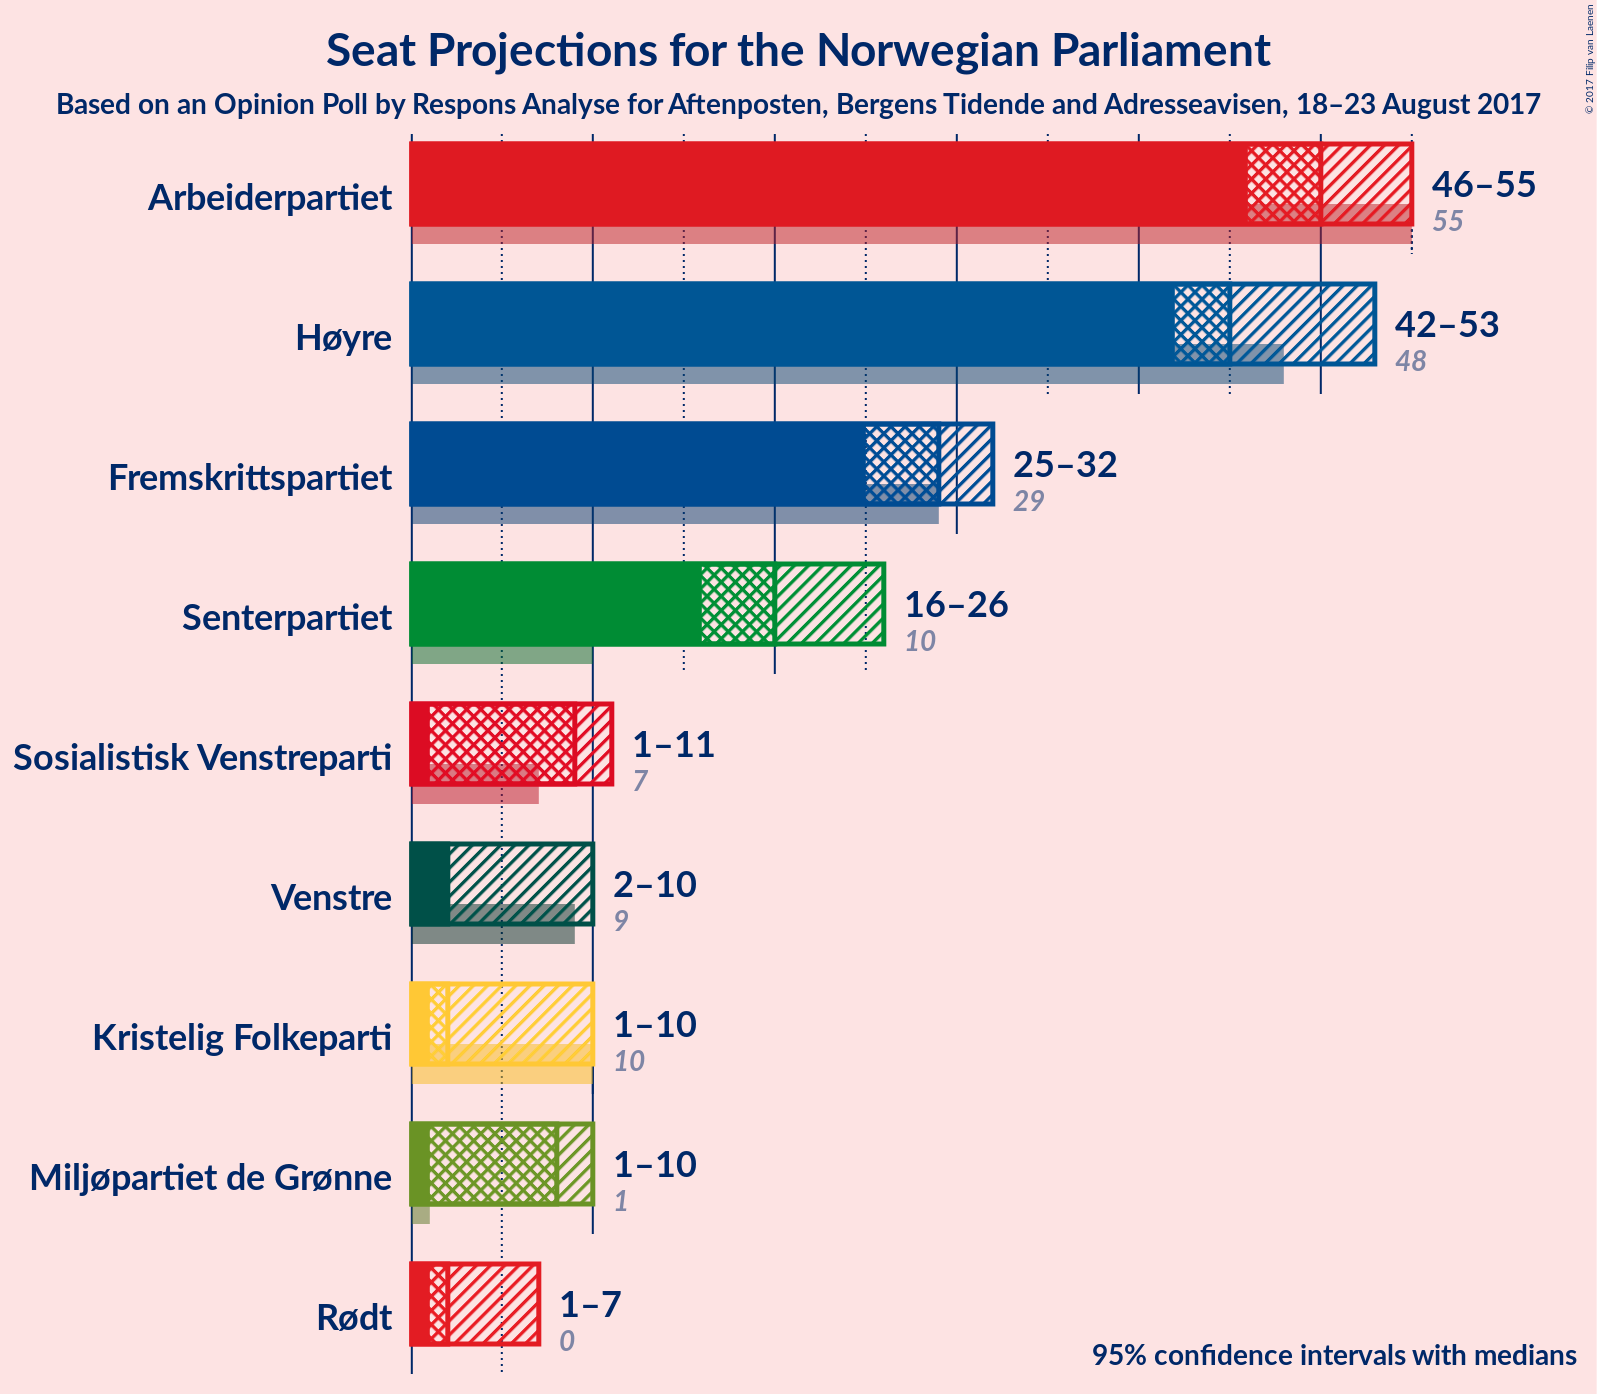 Seat Projections for the Norwegian Parliament
Based on an Opinion Poll by Respons Analyse for Aftenposten, Bergens Tidende and Adresseavisen, 18–23 August 2017
© 2017 Filip van Laenen
Arbeiderpartiet
46–55
55
Høyre
42–53
48
Fremskrittspartiet
25–32
29
Senterpartiet
16–26
10
Sosialistisk Venstreparti
1–11
7
Venstre
2–10
9
Kristelig Folkeparti
1–10
10
Miljøpartiet de Grønne
1–10
1
Rødt
1–7
0
95% confidence intervals with medians